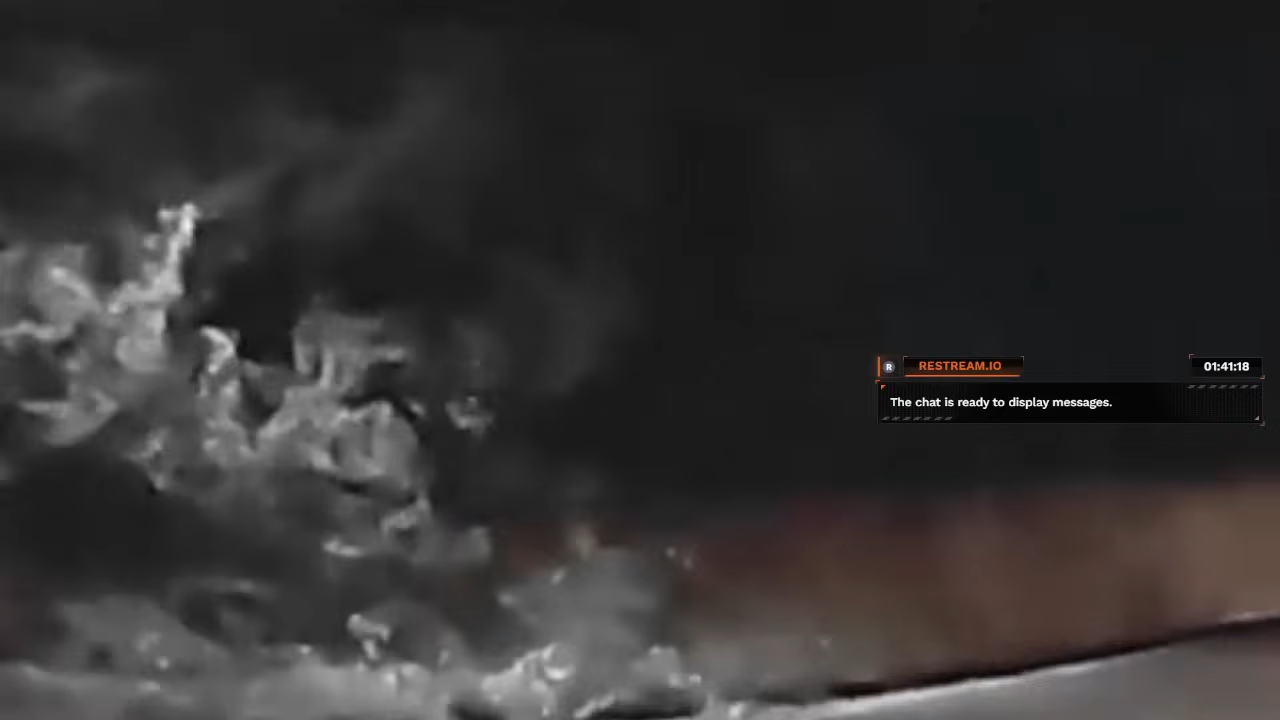 R RESTREAM.IO 01:41:18
The chat is ready to display messages.